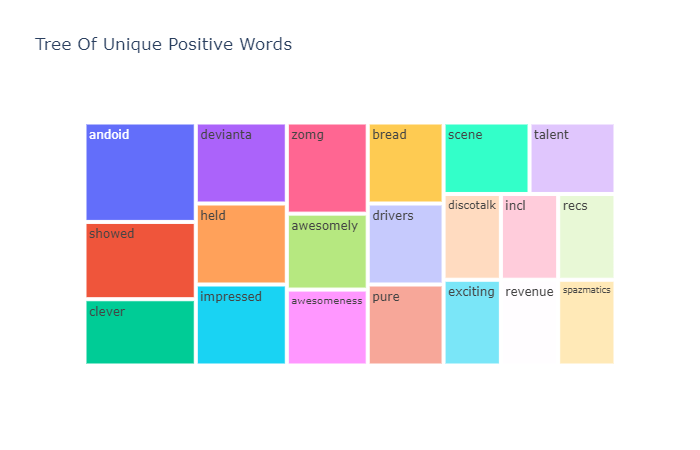 Tree Of Unique Positive Words
andoid
showed
clever
devianta
held
impressed
zomg
awesomely
awesomeness
bread
drivers
pure
scene
talent
discotalk
incl
recs
exciting
revenue
spazmatics